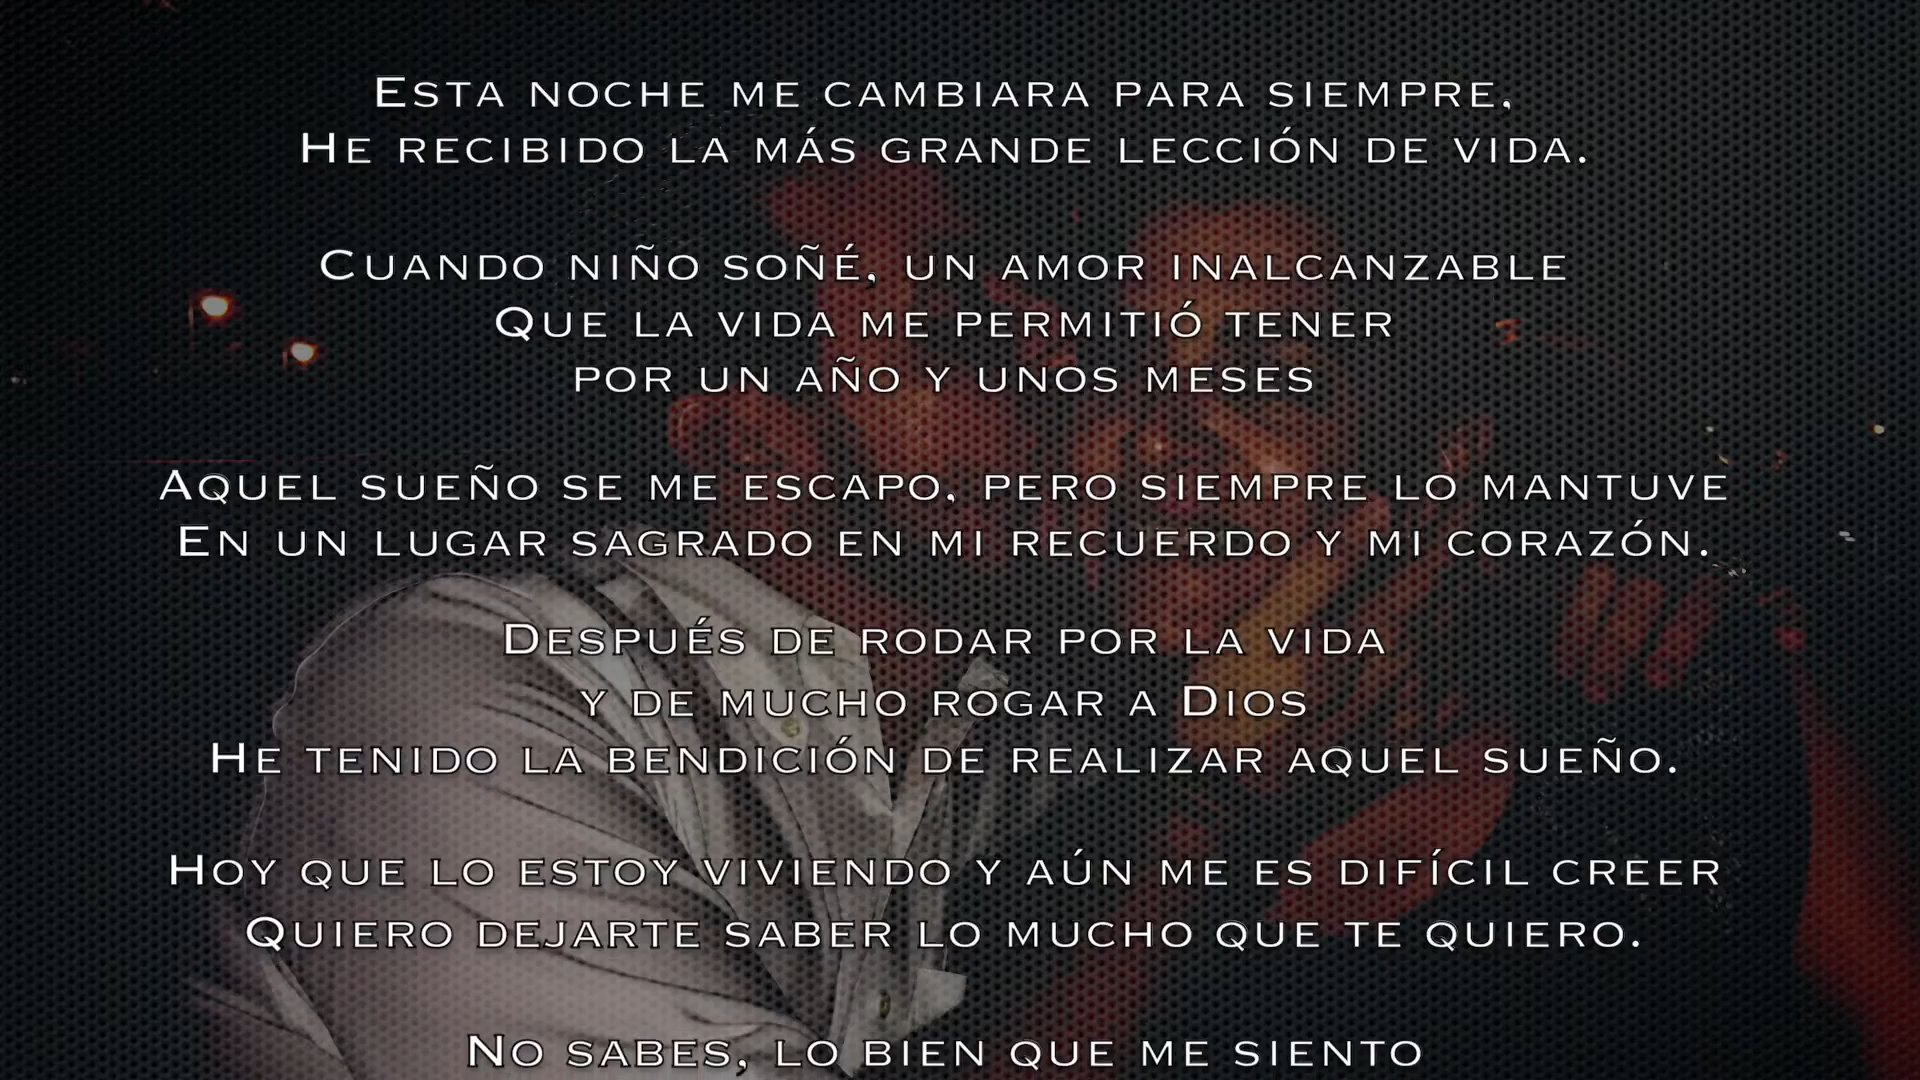 Esta noche me cambiara para siempre,
He recibido la más grande lección de vida.
Cuando niño soñé, un amor inalcanzable
Que la vida me permitió tener
por un año y unos meses
Aquel sueño se me escapo, pero siempre lo mantuve
En un lugar sagrado en mi recuerdo y mi corazón.
Después de rodar por la vida
y de mucho rogar a Dios
He tenido la bendición de realizar aquel sueño.
Hoy que lo estoy viviendo y aún me es difícil creer
Quiero dejarte saber lo mucho que te quiero.
No sabes, lo bien que me siento